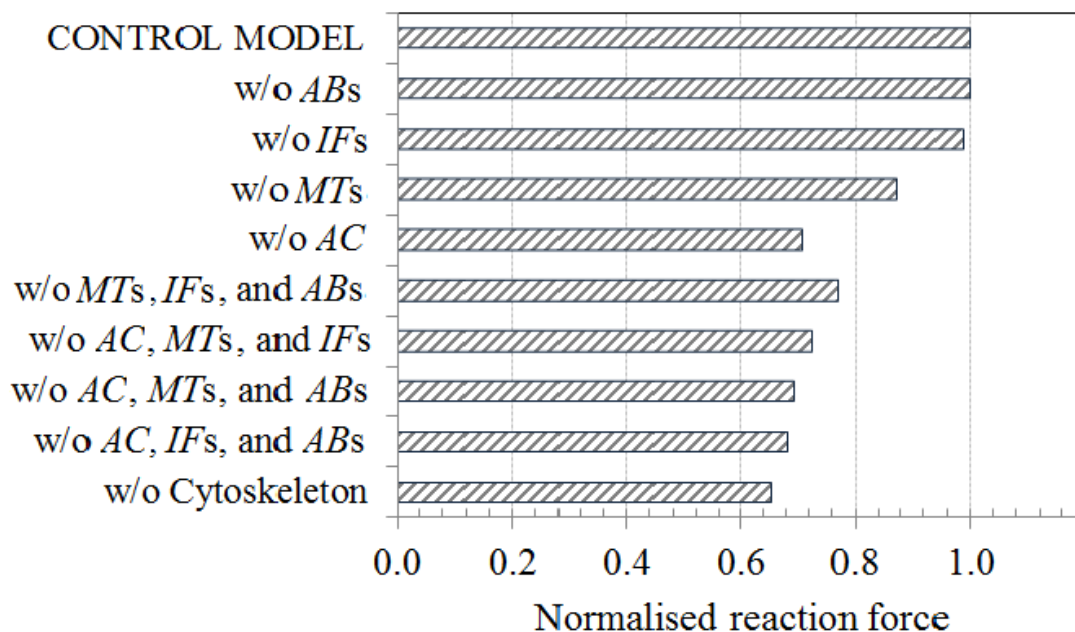 CONTROL MODEL
w/o ABs
w/o IFs
w/o MTs
w/o AC
w/o MTs, IFs, and ABs
w/o AC, MTs, and IFs
w/o AC, MTs, and ABs
w/o AC, IFs, and ABs
w/o Cytoskeleton
0.0 0.2 0.4 0.6 0.8 1.0
Normalised reaction force